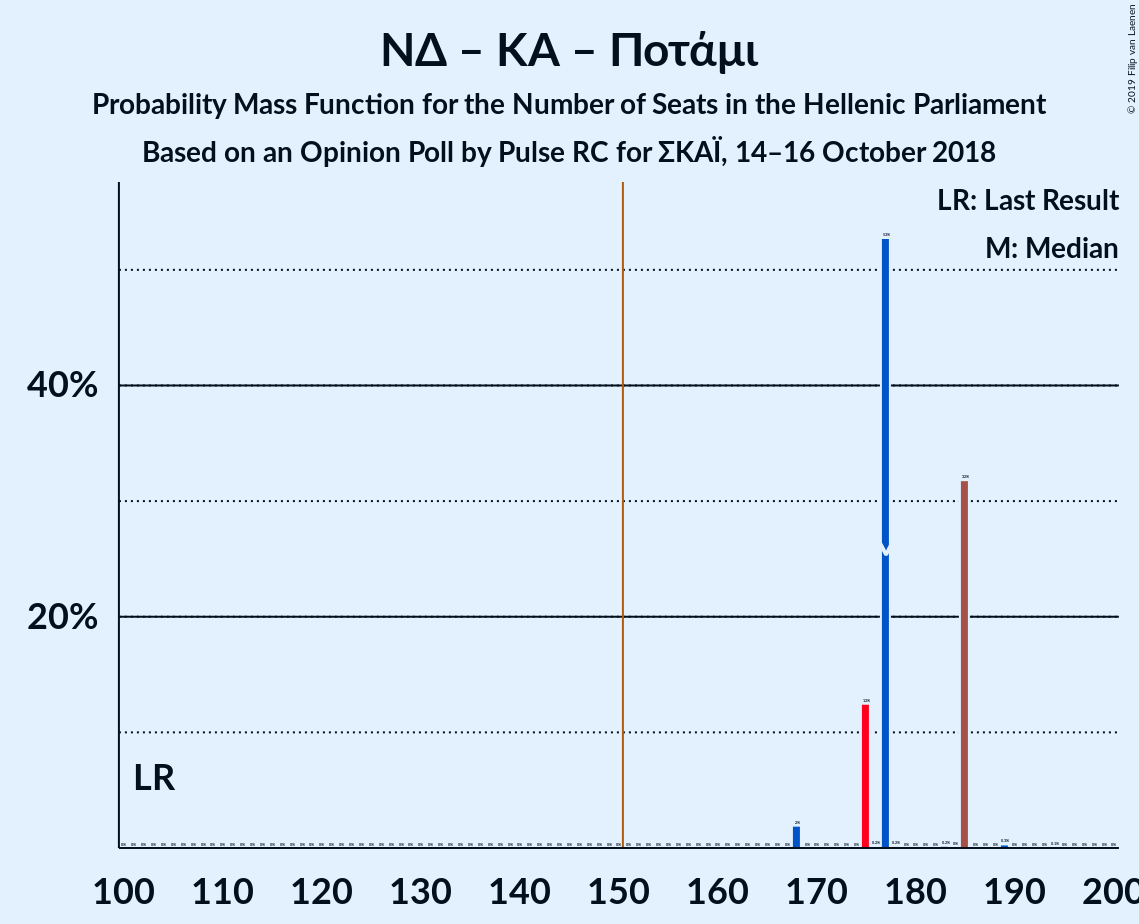 ΝΔ – ΚΑ – Ποτάμι
Probability Mass Function for the Number of Seats in the Hellenic Parliament
Based on an Opinion Poll by Pulse RC for ΣΚΑΪ, 14–16 October 2018
© 2019 Filip van Laenen
LR: Last Result
M: Median
40%
20%
LR
M
100 110 120 130 140 150 160 170 180 190 200